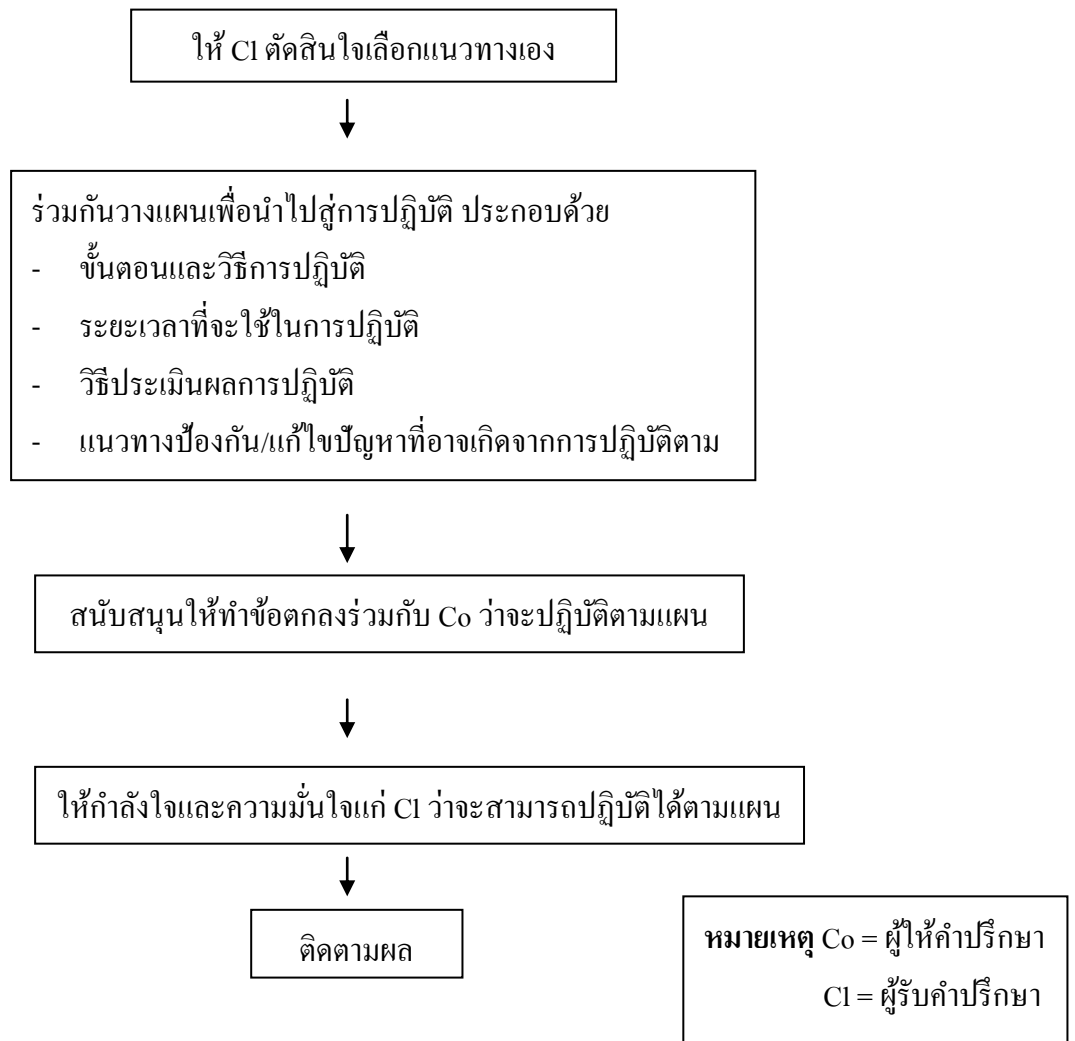 ให้ Cl ตัดสินใจเลือกแนวทางเอง
ร่วมกันวางแผนเพื่อนำไปสู่การปฏิบัติ ประกอบด้วย
- ขั้นตอนและวิธีการปฏิบัติ
- ระยะเวลาที่จะใช้ในการปฏิบัติ
- วิธีประเมินผลการปฏิบัติ
- แนวทางป้องกัน/แก้ไขปัญหาที่อาจเกิดจากการปฏิบัติตาม
สนับสนุนให้ทำข้อตกลงร่วมกับ Co ว่าจะปฏิบัติตามแผน
ให้กำลังใจและความมั่นใจแก่ Cl ว่าจะสามารถปฏิบัติได้ตามแผน
ติดตามผล
หมายเหตุ Co = ผู้ให้คำปรึกษา
Cl = ผู้รับคำปรึกษา